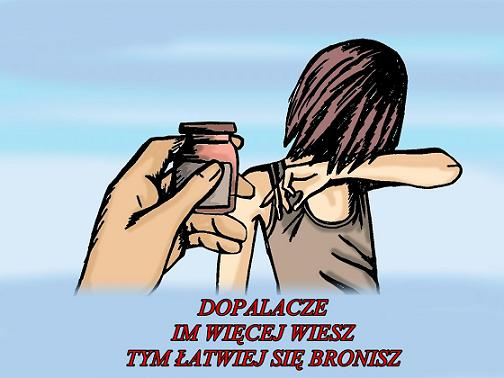 DOPALACZE
IM WIĘCEJ WIESZ
TYM ŁATWIEJ SIĘ BRONISZ